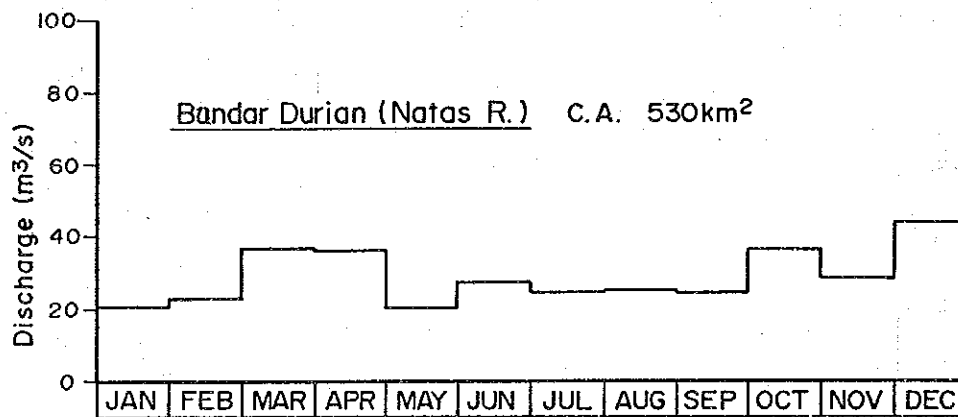 100
80
Bandar Durian (Natas R.) C.A. 530km²
60
40
20
0
Discharge (m³/s)
JAN FEB MAR APR MAY JUN JUL AUG SEP OCT NOV DEC